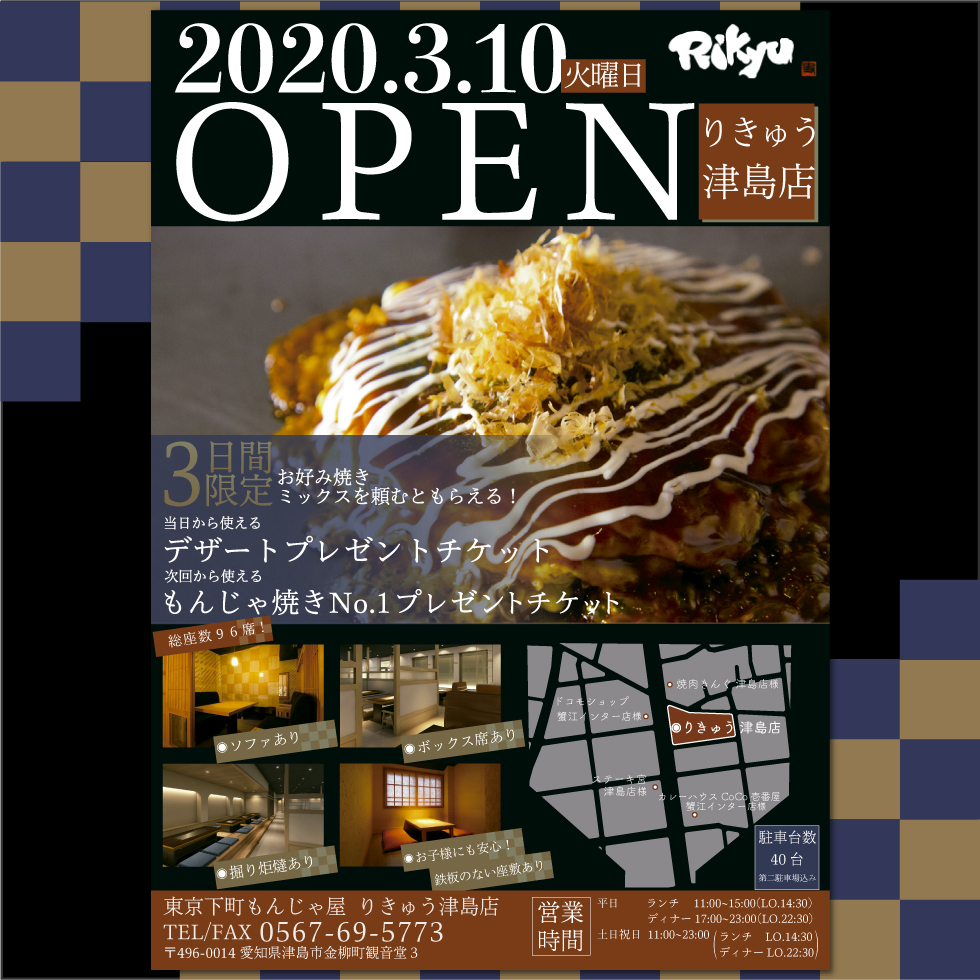 2020.3.10 火曜日
Rikyu
OPEN
りきゅう
津島店
3日間
限定
お好み焼き
ミックスを頼むともらえる！
当日から使える
デザートプレゼントチケット
次回から使える
もんじゃ焼きNo.1プレゼントチケット
総座数96席！
◉ソファあり
◉ボックス席あり
◉掘り炬燵あり
◉お子様にも安心！
鉄板のない座敷あり
焼肉きんぐ 津島店様
ドコモショップ
蟹江インター店様
◉りきゅう 津島店
ステーキ宮
津島店様
カレーハウス CoCo壱番屋
蟹江インター店様
駐車台数
40台
第二駐車場込み
東京下町もんじゃ屋 りきゅう津島店
TEL/FAX 0567-69-5773
〒496-0014 愛知県津島市金柳町観音堂3
営業
時間
平日 ランチ 11:00~15:00(LO.14:30)
ディナー 17:00~23:00(LO.22:30)
土日祝日 11:00~23:00
(ランチ LO.14:30
ディナー LO.22:30)